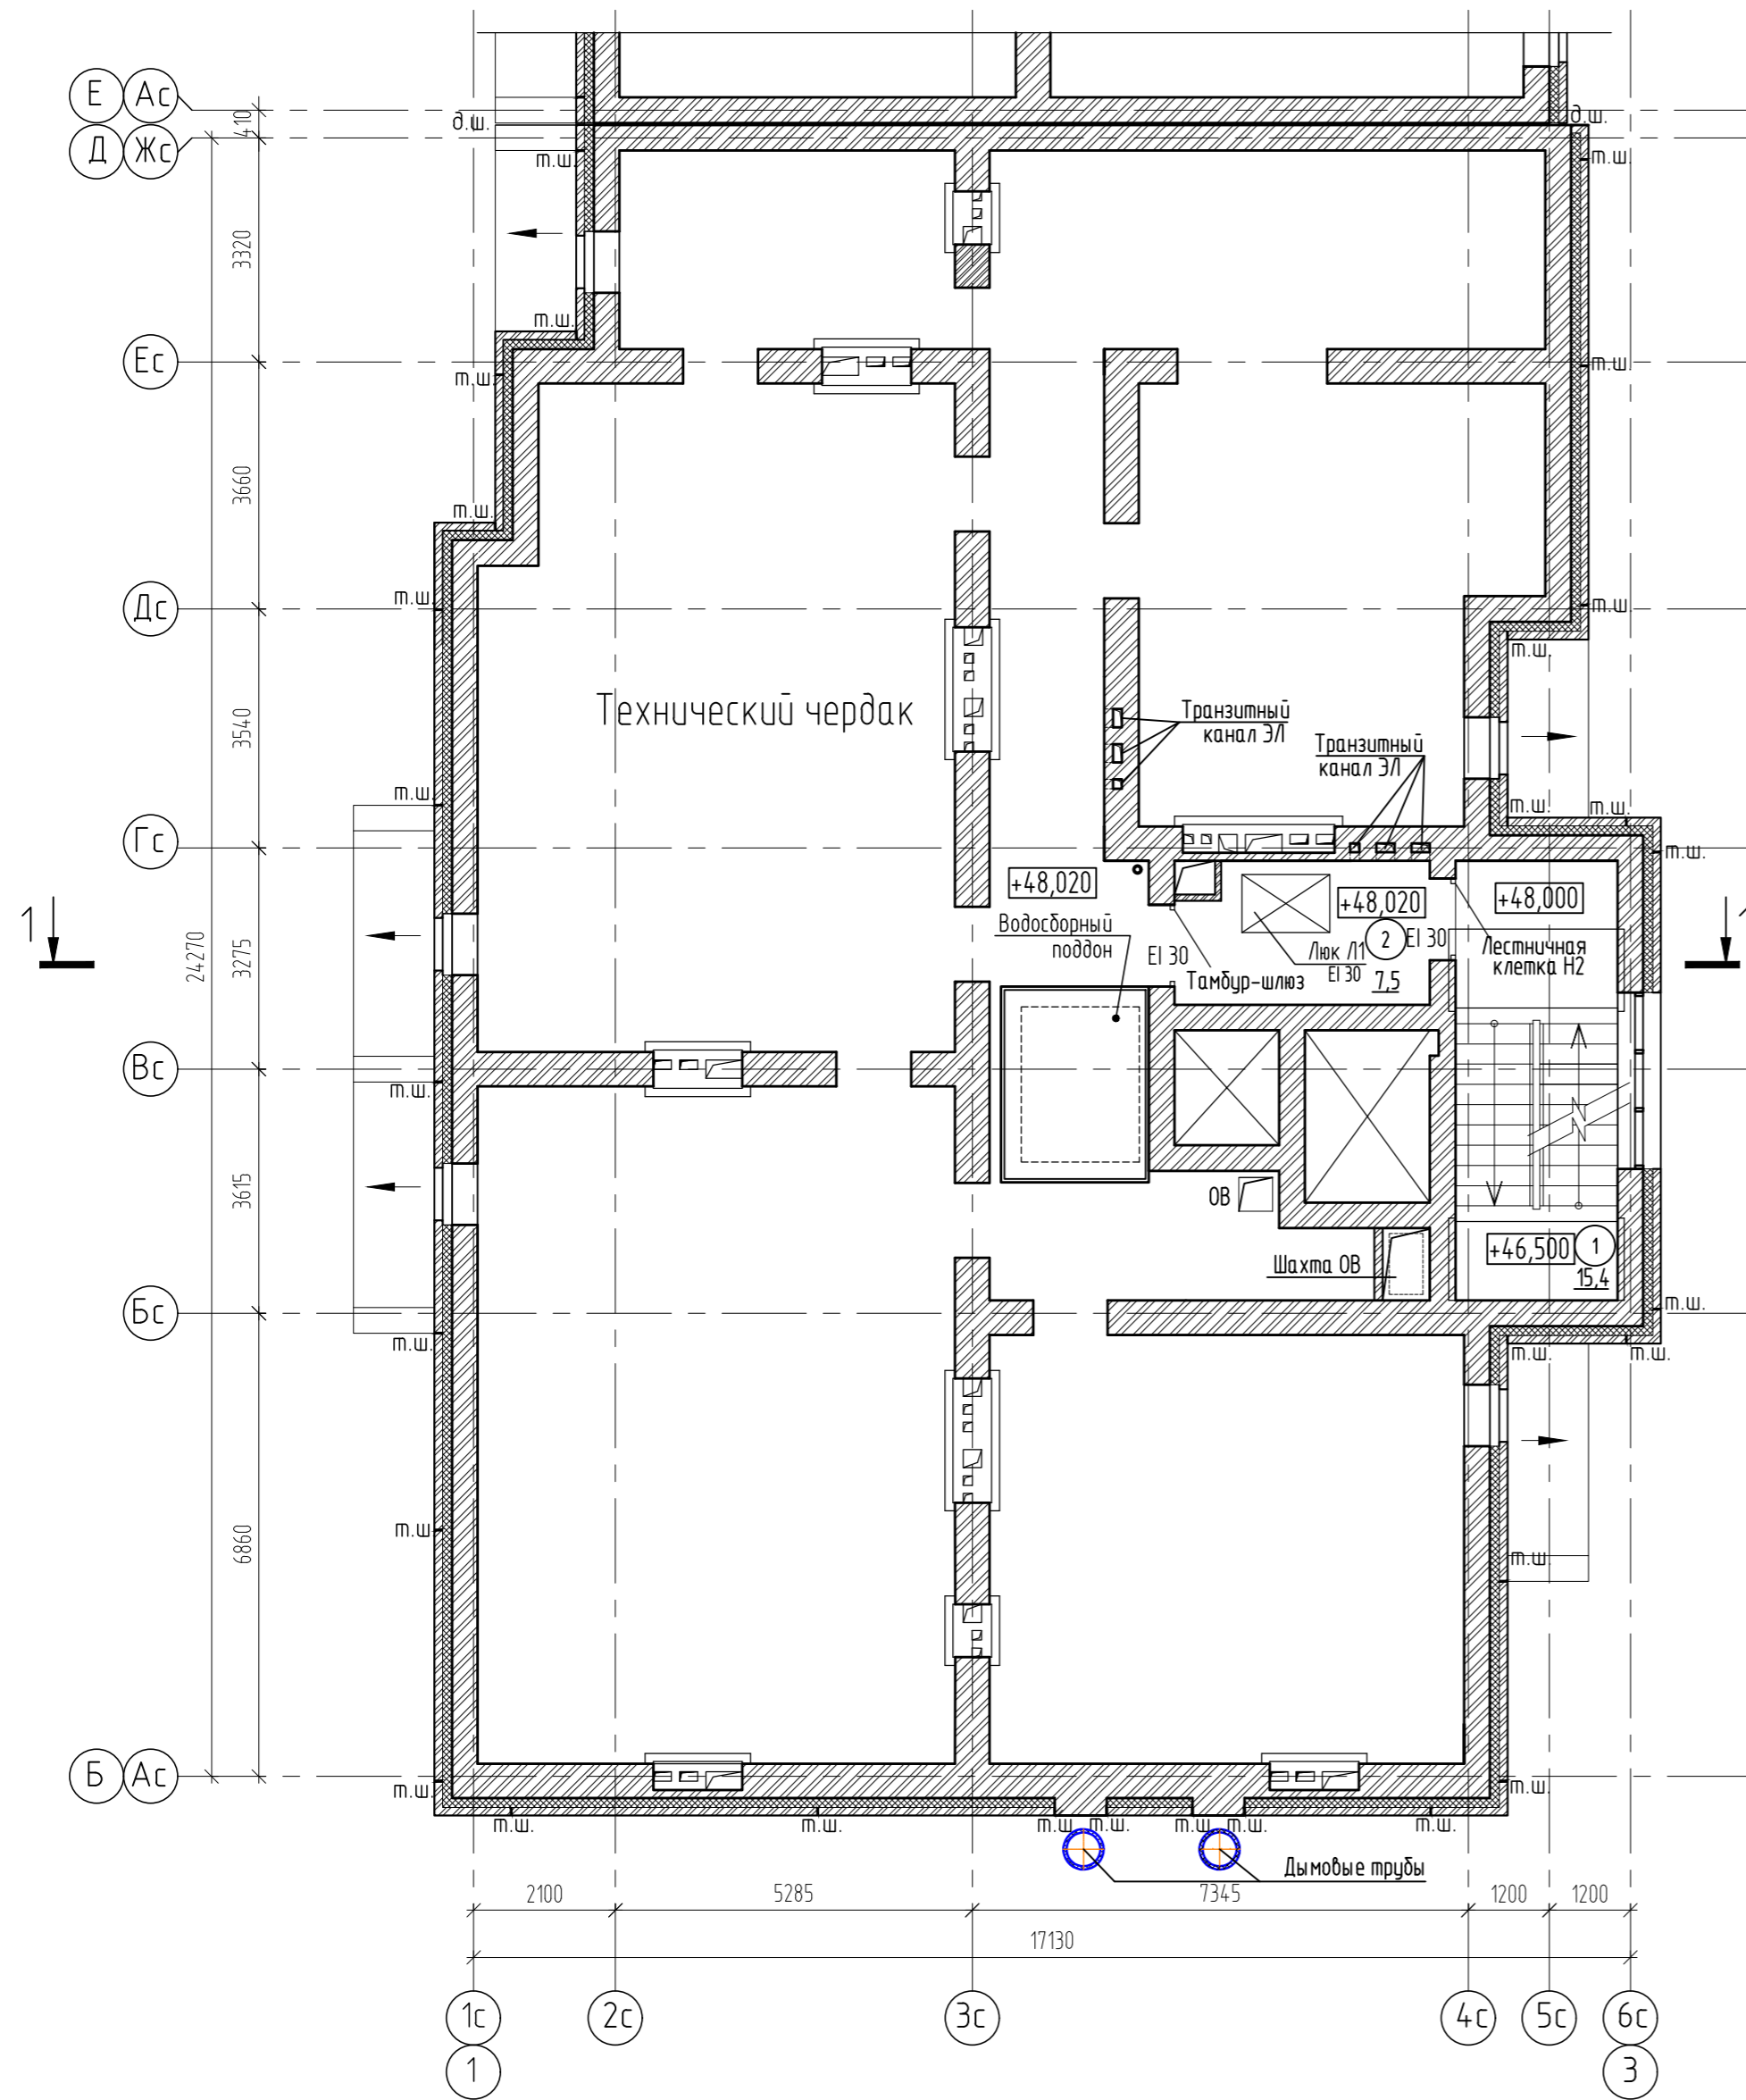 Е Ас
410
д.ш.
д.ш.
Д Жс
т.ш.
т.ш.
3320
т.ш.
Ес
т.ш.
т.ш.
3660
т.ш.
Дс
т.ш.
т.ш.
т.ш.
Технический чердак
3540
Транзитный
канал ЭЛ
Транзитный
канал ЭЛ
т.ш.
т.ш.
т.ш.
Гс
т.ш.
+48,020
+48,020
+48,000
1
1
24270
3275
Водосборный
поддон
EI 30
Тамбур-шлюз
Люк Л1
EI 30
2
7,5
EI 30
Лестничная
клетка Н2
Вс
т.ш.
3615
ОВ
Шахта ОВ
+46,500
1
15,4
Бс
т.ш.
т.ш.
т.ш.
т.ш.
6860
т.ш.
т.ш.
Б Ас
т.ш.
т.ш.
т.ш.
т.ш.
т.ш.
т.ш.
т.ш.
т.ш.
т.ш.
Дымовые трубы
2100
5285
7345
1200
1200
17130
1с
2с
3с
4с
5с
6с
1
3